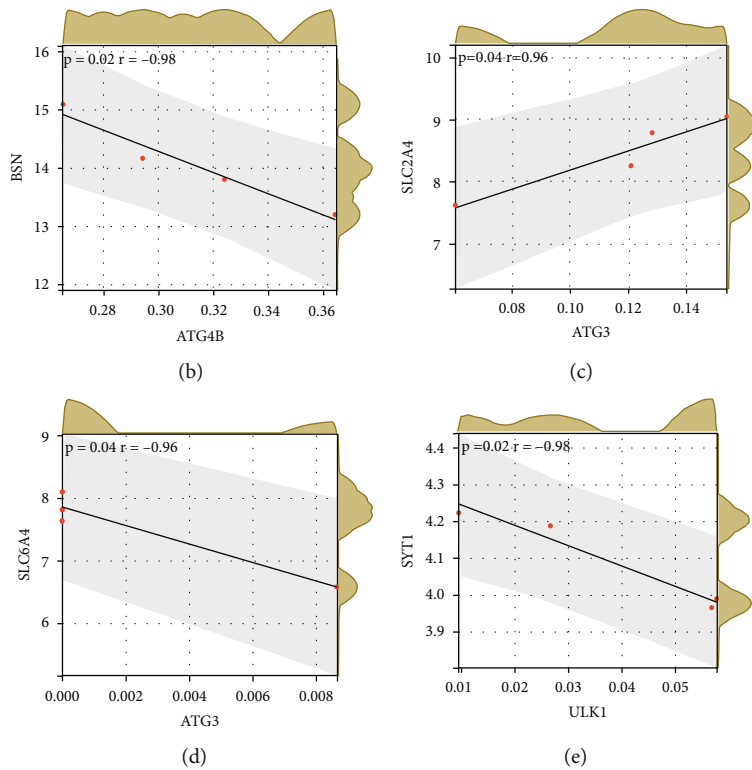 p = 0.02 r = −0.98
16
15
14
13
12
BSN
0.28
0.30
0.32
0.34
0.36
ATG4B
(b)
p=0.04 r=0.96
10
9
8
7
SLC2A4
0.08
0.10
0.12
0.14
ATG3
(c)
p = 0.04 r = −0.96
9
8
7
6
SLC6A4
0.000
0.002
0.004
0.006
0.008
ATG3
(d)
p =0.02 r = −0.98
4.4
4.3
4.2
4.1
4.0
3.9
SYT1
0.01
0.02
0.03
0.04
0.05
ULK1
(e)